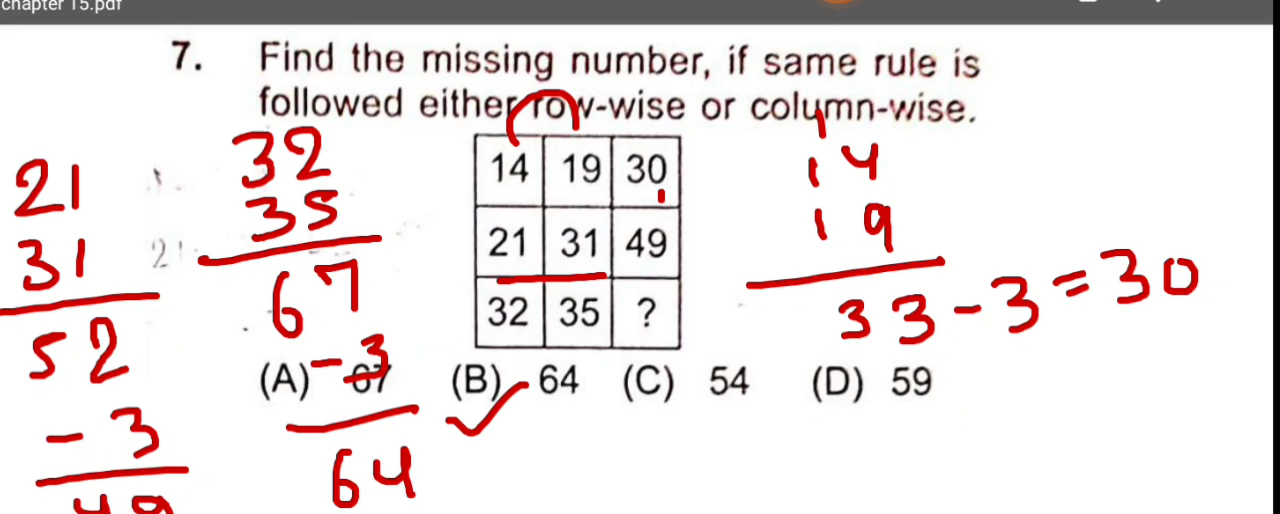 chapter 15.pdf
7. Find the missing number, if same rule is
followed either row-wise or column-wise.
14 19 30
21 31 49
32 35 ?
(A) 67 (B) 64 (C) 54 (D) 59
21
31
52
- 3
49
32
35
67
- 3
64
14
19
33 - 3 = 30